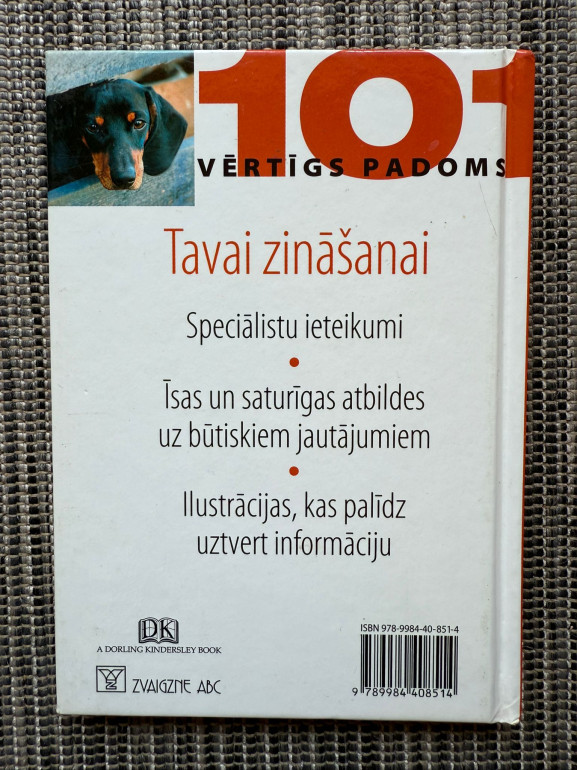 101
VĒRTĪGS PADOMS
Tavai zināšanai
Speciālistu ieteikumi
•
Īsas un saturīgas atbildes
uz būtiskiem jautājumiem
•
Ilustrācijas, kas palīdz
uztvert informāciju
DK
A DORLING KINDERSLEY BOOK
ZVAIGZNE ABC
ISBN 978-9984-40-851-4
9 789984 408514